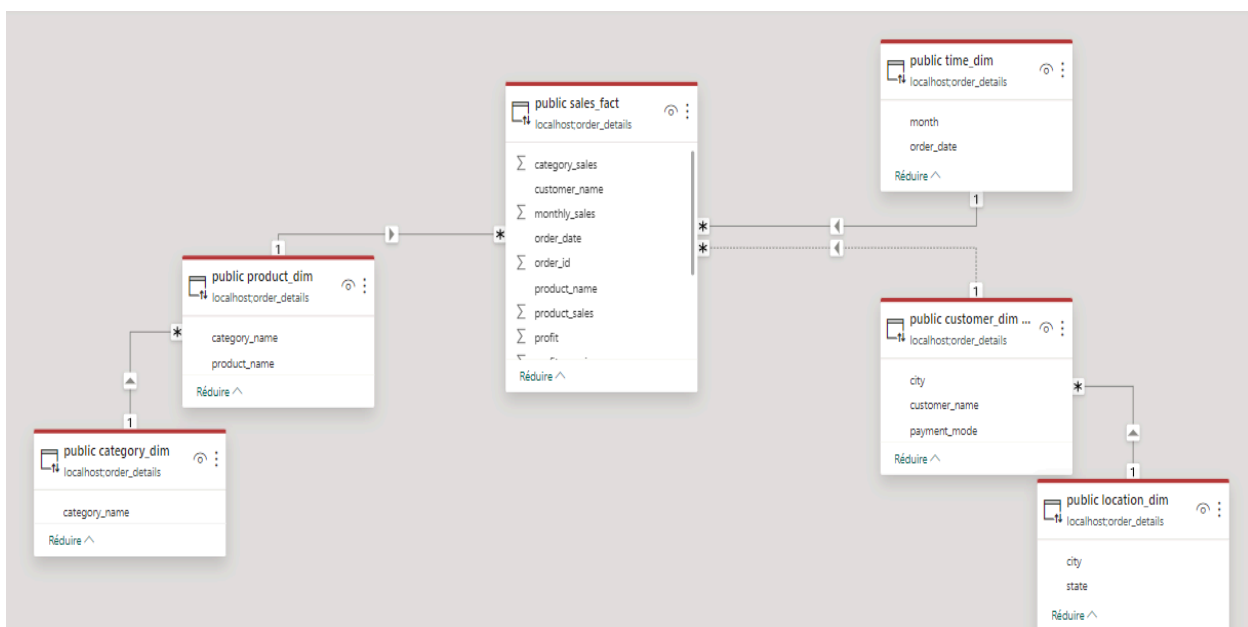 public sales_fact
localhost;order_details
category_sales
customer_name
monthly_sales
order_date
order_id
product_name
product_sales
profit
Réduire
public time_dim
localhost;order_details
month
order_date
Réduire
1
*
*
1
*
1
public product_dim
localhost;order_details
category_name
product_name
Réduire
*
1
public category_dim
localhost;order_details
category_name
Réduire
public customer_dim ...
localhost;order_details
city
customer_name
payment_mode
Réduire
*
1
public location_dim
localhost;order_details
city
state
Réduire